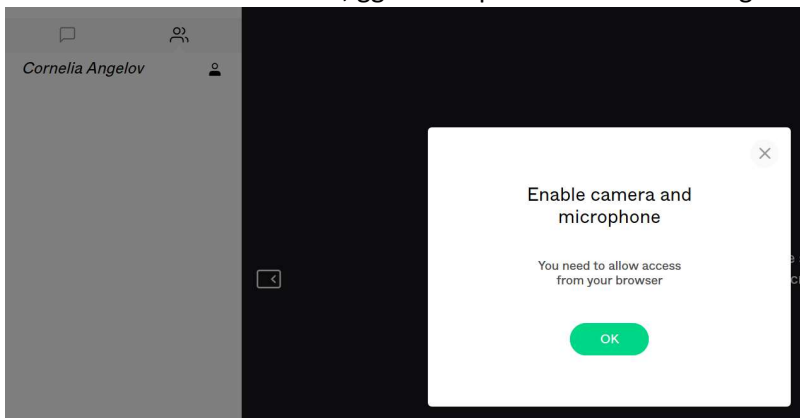 Cornelia Angelov
Enable camera and
microphone
You need to allow access
from your browser
OK